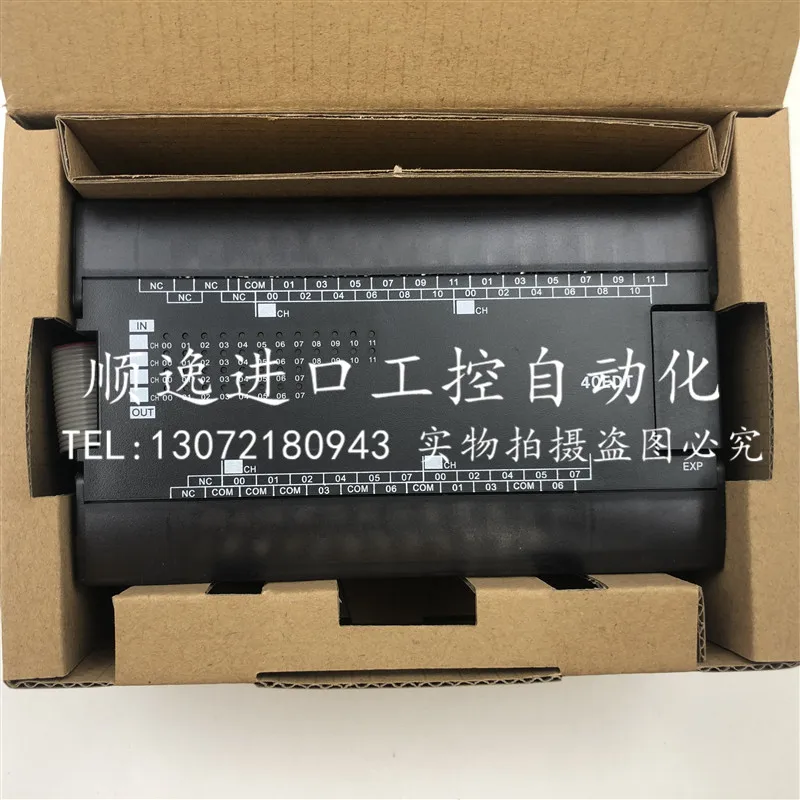 NC NC COM 01 03 05 07 09 11 01 03 05 07 09 11
NC NC 00 02 04 06 08 10 00 02 04 06 08 10
CH CH
IN
CH 00 01 02 03 04 05 06 07 08 09 10 11
CH 00 01 02 03 04 05 06 07 08 09 10 11
CH 00 01 02 03 04 05 06 07
CH 00 01 02 03 04 05 06 07
OUT
40EDT
顺逸进口工控自动化
TEL:13072180943 实物拍摄盗图必究
CH CH
EXP
NC 00 01 02 04 05 07 00 02 04 05 07
NC COM COM COM 03 COM 06 COM 01 03 COM 06